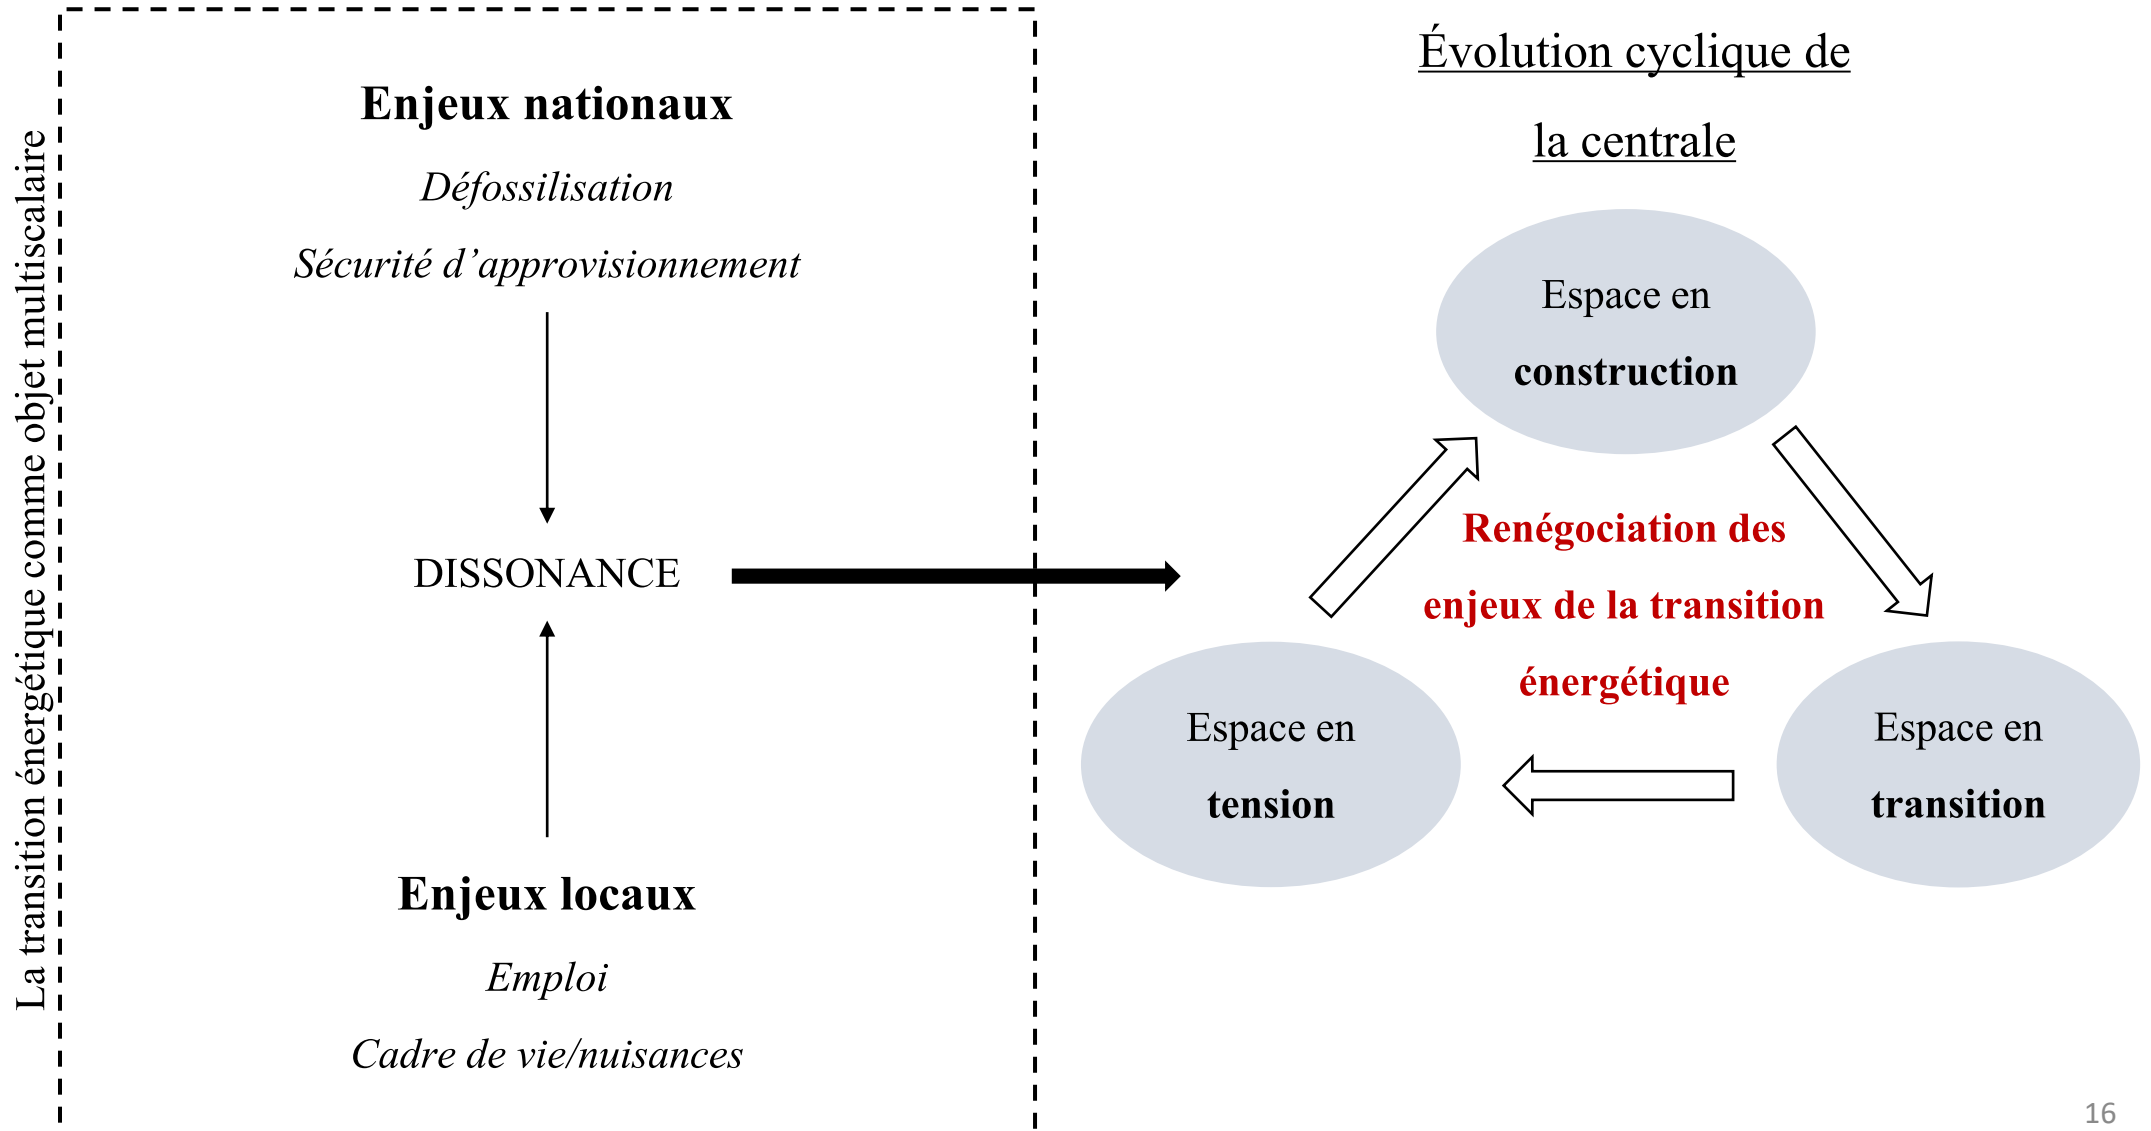 La transition énergétique comme objet multiscalaire
Enjeux nationaux
Défossilisation
Sécurité d’approvisionnement
DISSONANCE
Enjeux locaux
Emploi
Cadre de vie/nuisances
Évolution cyclique de
la centrale
Espace en
construction
Renégociation des
enjeux de la transition
énergétique
Espace en
tension
Espace en
transition
16